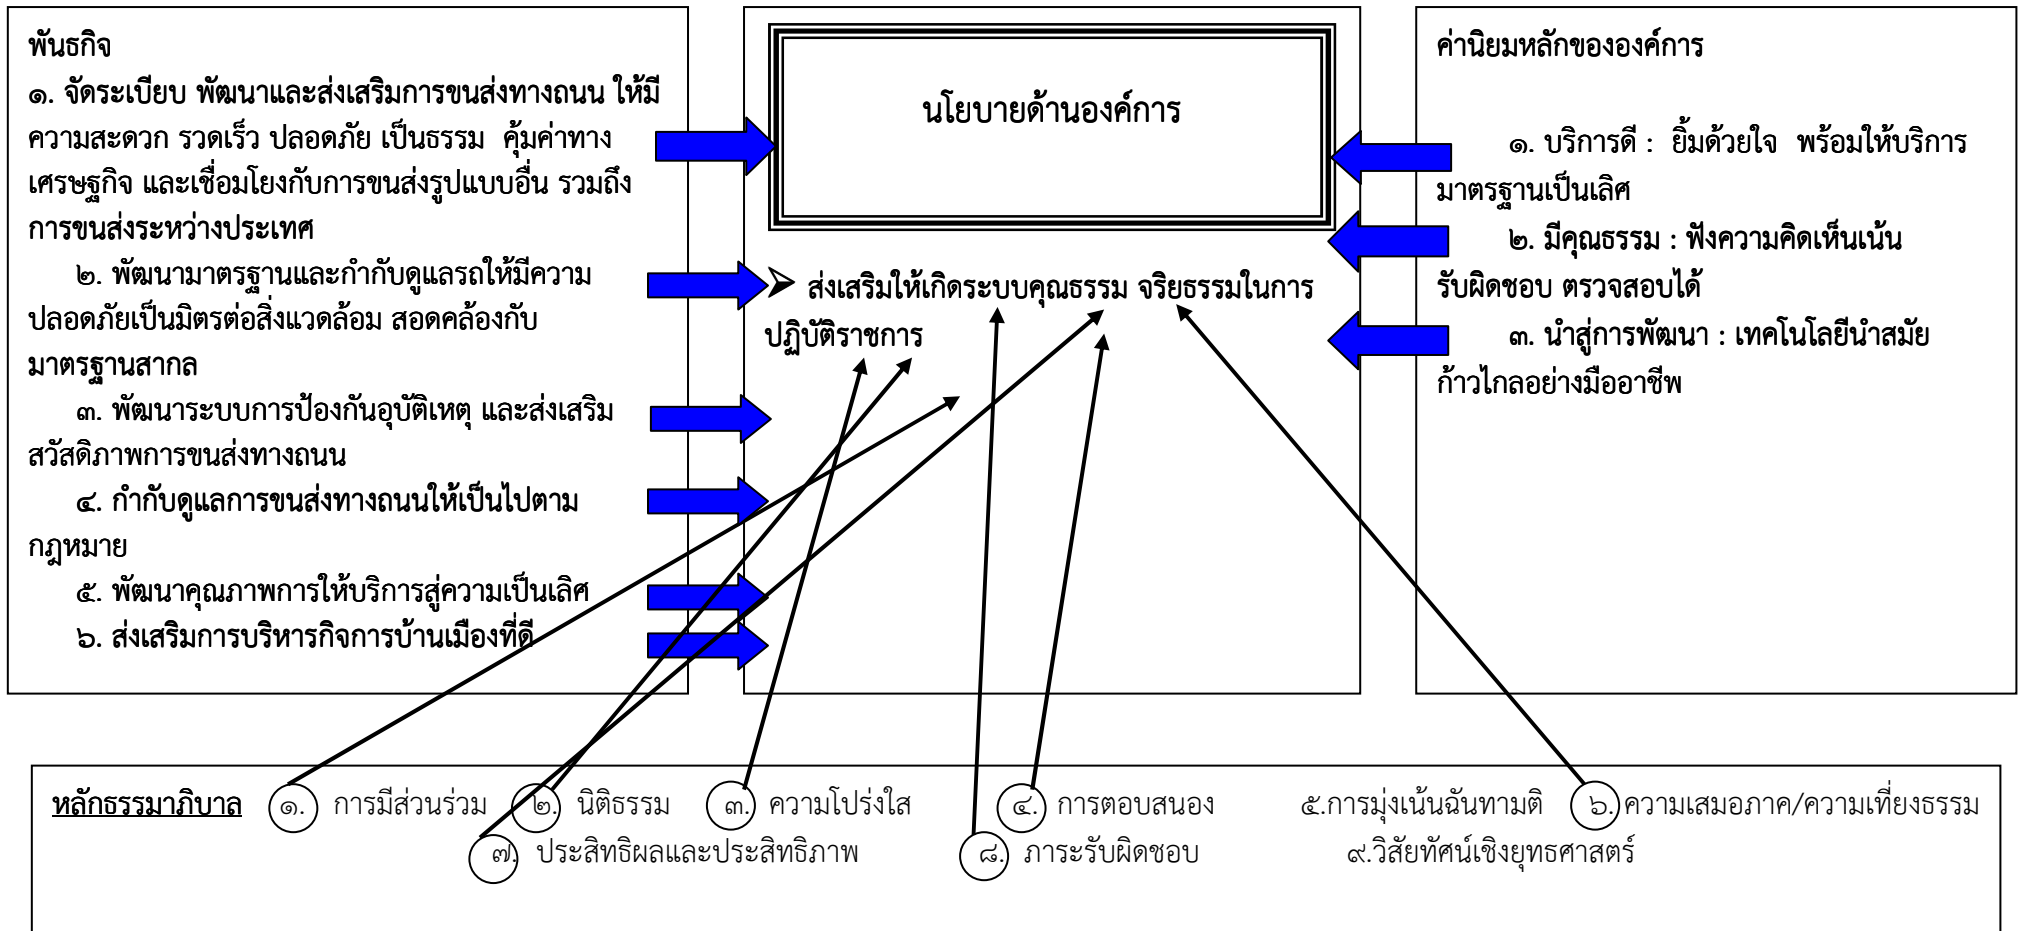 พันธกิจ
๑. จัดระเบียบ พัฒนาและส่งเสริมการขนส่งทางถนน ให้มี
ความสะดวก รวดเร็ว ปลอดภัย เป็นธรรม คุ้มค่าทาง
เศรษฐกิจ และเชื่อมโยงกับการขนส่งรูปแบบอื่น รวมถึง
การขนส่งระหว่างประเทศ
๒. พัฒนามาตรฐานและกำกับดูแลรถให้มีความ
ปลอดภัยเป็นมิตรต่อสิ่งแวดล้อม สอดคล้องกับ
มาตรฐานสากล
๓. พัฒนาระบบการป้องกันอุบัติเหตุ และส่งเสริม
สวัสดิภาพการขนส่งทางถนน
๔. กำกับดูแลการขนส่งทางถนนให้เป็นไปตาม
กฎหมาย
๕. พัฒนาคุณภาพการให้บริการสู่ความเป็นเลิศ
๖. ส่งเสริมการบริหารกิจการบ้านเมืองที่ดี
นโยบายด้านองค์การ
ส่งเสริมให้เกิดระบบคุณธรรม จริยธรรมในการ
ปฏิบัติราชการ
ค่านิยมหลักขององค์การ
๑. บริการดี : ยิ้มด้วยใจ พร้อมให้บริการ
มาตรฐานเป็นเลิศ
๒. มีคุณธรรม : ฟังความคิดเห็นเน้น
รับผิดชอบ ตรวจสอบได้
๓. นำสู่การพัฒนา : เทคโนโลยีนำสมัย
ก้าวไกลอย่างมืออาชีพ
หลักธรรมาภิบาล ๑. การมีส่วนร่วม ๒. นิติธรรม ๓. ความโปร่งใส ๔. การตอบสนอง ๕.การมุ่งเน้นฉันทามติ ๖. ความเสมอภาค/ความเที่ยงธรรม
๗. ประสิทธิผลและประสิทธิภาพ ๘. ภาระรับผิดชอบ ๙.วิสัยทัศน์เชิงยุทธศาสตร์